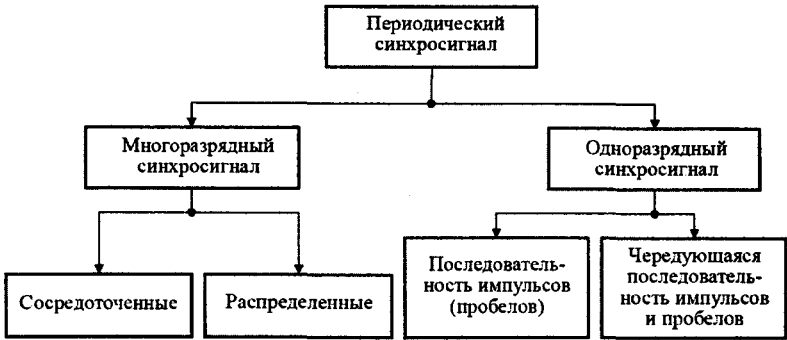 Периодический
синхросигнал
Многоразрядный
синхросигнал
Одноразрядный
синхросигнал
Сосредоточенные
Распределенные
Последователь-
ность импульсов
(пробелов)
Чередующаяся
последователь-
ность импульсов
и пробелов